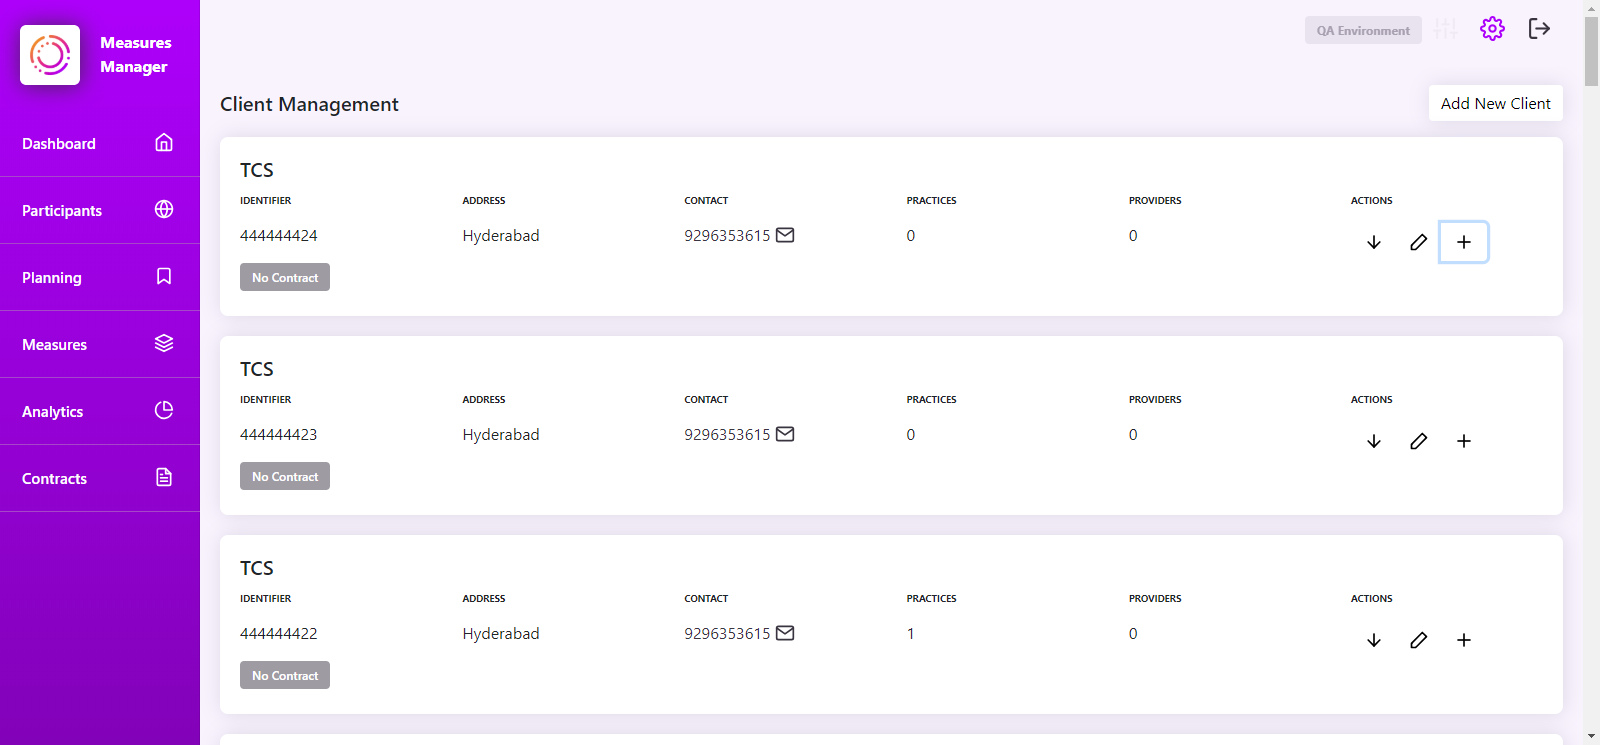 Measures
Manager
QA Environment
Dashboard
Participants
Planning
Measures
Analytics
Contracts
Client Management
Add New Client
TCS
IDENTIFIER ADDRESS CONTACT PRACTICES PROVIDERS ACTIONS
444444424 Hyderabad 9296353615 0 0
No Contract
TCS
IDENTIFIER ADDRESS CONTACT PRACTICES PROVIDERS ACTIONS
444444423 Hyderabad 9296353615 0 0
No Contract
TCS
IDENTIFIER ADDRESS CONTACT PRACTICES PROVIDERS ACTIONS
444444422 Hyderabad 9296353615 1 0
No Contract